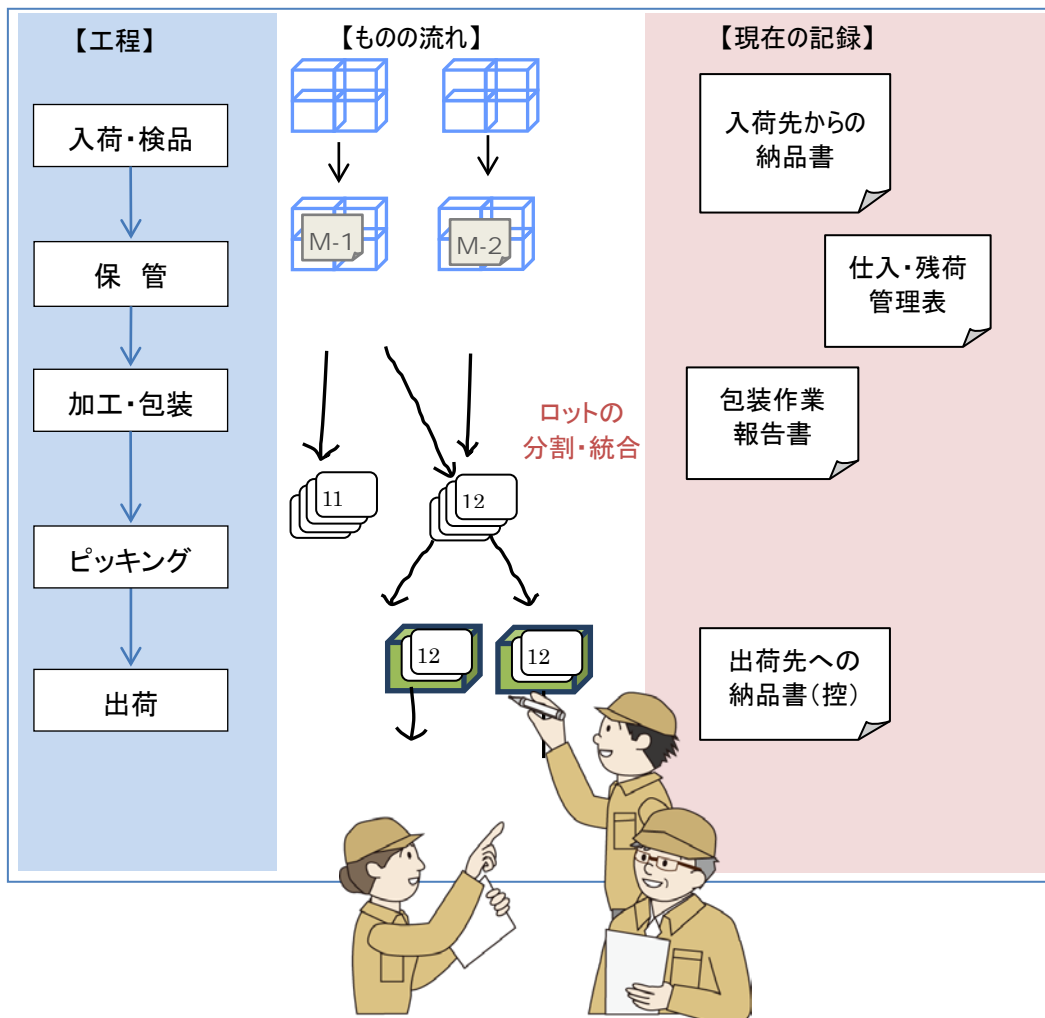 【工程】
入荷・検品
保　管
加工・包装
ピッキング
出荷
【ものの流れ】
M-1
M-2
ロットの
分割・統合
11
12
12
12
【現在の記録】
入荷先からの
納品書
仕入・残荷
管理表
包装作業
報告書
出荷先への
納品書（控）